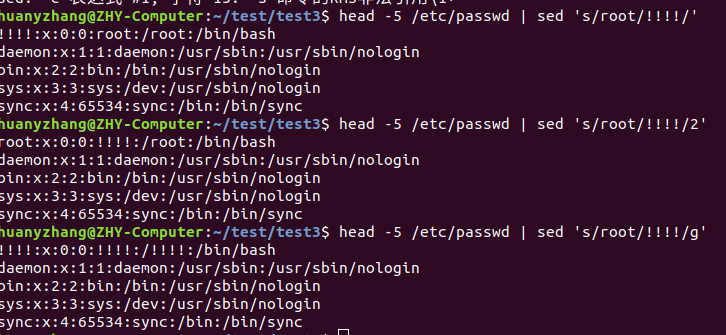 huanyzhang@ZHY-Computer:~/test/test3$ head -5 /etc/passwd | sed 's/root/!!!!/'
!!!!:x:0:0:root:/root:/bin/bash
daemon:x:1:1:daemon:/usr/sbin:/usr/sbin/nologin
bin:x:2:2:bin:/bin:/usr/sbin/nologin
sys:x:3:3:sys:/dev:/usr/sbin/nologin
sync:x:4:65534:sync:/bin:/bin/sync
huanyzhang@ZHY-Computer:~/test/test3$ head -5 /etc/passwd | sed 's/root/!!!!/2'
root:x:0:0:!!!!:/root:/bin/bash
daemon:x:1:1:daemon:/usr/sbin:/usr/sbin/nologin
bin:x:2:2:bin:/bin:/usr/sbin/nologin
sys:x:3:3:sys:/dev:/usr/sbin/nologin
sync:x:4:65534:sync:/bin:/bin/sync
huanyzhang@ZHY-Computer:~/test/test3$ head -5 /etc/passwd | sed 's/root/!!!!/g'
!!!!:x:0:0:!!!!:/!!!!:/bin/bash
daemon:x:1:1:daemon:/usr/sbin:/usr/sbin/nologin
bin:x:2:2:bin:/bin:/usr/sbin/nologin
sys:x:3:3:sys:/dev:/usr/sbin/nologin
sync:x:4:65534:sync:/bin:/bin/sync